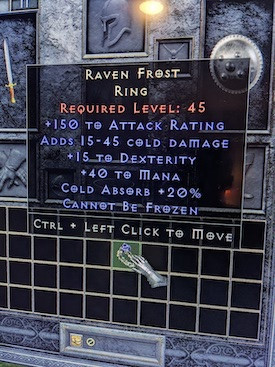 Raven Frost
Ring
Required Level: 45
+150 to Attack Rating
Adds 15-45 cold damage
+15 to Dexterity
+40 to Mana
Cold Absorb +20%
Cannot Be Frozen
Ctrl + Left Click to Move